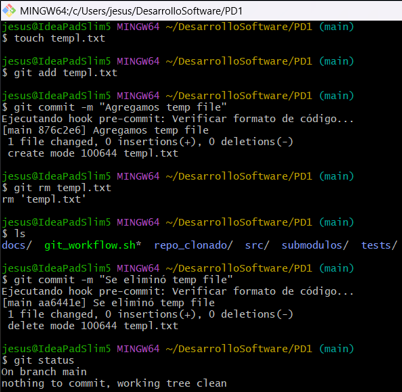 MINGW64:/c/Users/jesus/DesarrolloSoftware/PD1
jesus@IdeaPadSlim5 MINGW64 ~/DesarrolloSoftware/PD1 (main)
$ touch templ.txt
jesus@IdeaPadSlim5 MINGW64 ~/DesarrolloSoftware/PD1 (main)
$ git add templ.txt
jesus@IdeaPadSlim5 MINGW64 ~/DesarrolloSoftware/PD1 (main)
$ git commit -m "Agregamos temp file"
Ejecutando hook pre-commit: Verificar formato de código...
[main 876c2e6] Agregamos temp file
1 file changed, 0 insertions(+), 0 deletions(-)
create mode 100644 templ.txt
jesus@IdeaPadSlim5 MINGW64 ~/DesarrolloSoftware/PD1 (main)
$ git rm templ.txt
rm 'templ.txt'
jesus@IdeaPadSlim5 MINGW64 ~/DesarrolloSoftware/PD1 (main)
$ ls
docs/ git_workflow.sh* repo_clonado/ src/ submodulos/ tests/
jesus@IdeaPadSlim5 MINGW64 ~/DesarrolloSoftware/PD1 (main)
$ git commit -m "Se eliminó temp file"
Ejecutando hook pre-commit: Verificar formato de código...
[main aa6441e] Se eliminó temp file
1 file changed, 0 insertions(+), 0 deletions(-)
delete mode 100644 templ.txt
jesus@IdeaPadSlim5 MINGW64 ~/DesarrolloSoftware/PD1 (main)
$ git status
On branch main
nothing to commit, working tree clean